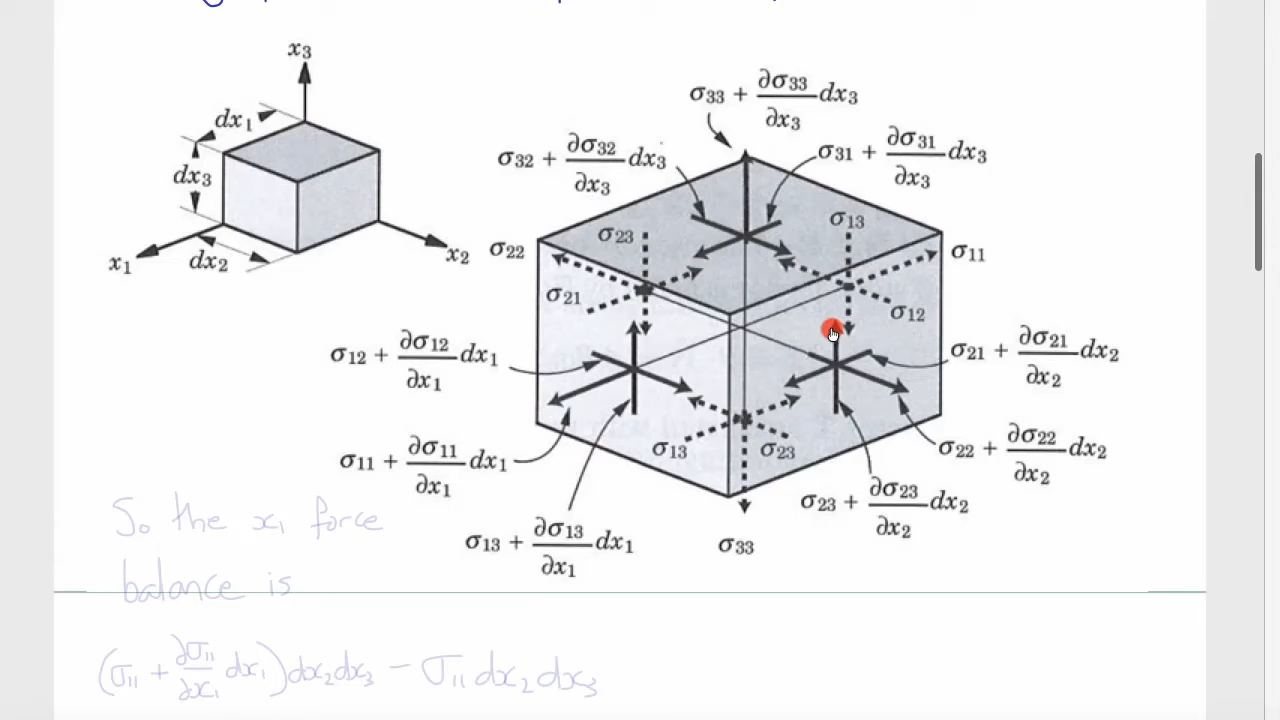 x₃
dx₁
dx₃
dx₂
x₁
x₂
σ₃₃ + ∂σ₃₃/∂x₃ dx₃
σ₃₂ + ∂σ₃₂/∂x₃ dx₃
σ₃₁ + ∂σ₃₁/∂x₃ dx₃
σ₂₂
σ₂₃
σ₁₃
σ₁₁
σ₂₁
σ₁₂
σ₁₂ + ∂σ₁₂/∂x₁ dx₁
σ₂₁ + ∂σ₂₁/∂x₂ dx₂
σ₁₁ + ∂σ₁₁/∂x₁ dx₁
σ₁₃
σ₂₃
σ₂₂ + ∂σ₂₂/∂x₂ dx₂
σ₂₃ + ∂σ₂₃/∂x₂ dx₂
σ₁₃ + ∂σ₁₃/∂x₁ dx₁
σ₃₃
So the x₁ force
balance is
(σ₁₁ + ∂σ₁₁/∂x₁ dx₁) dx₂ dx₃ − σ₁₁ dx₂ dx₃